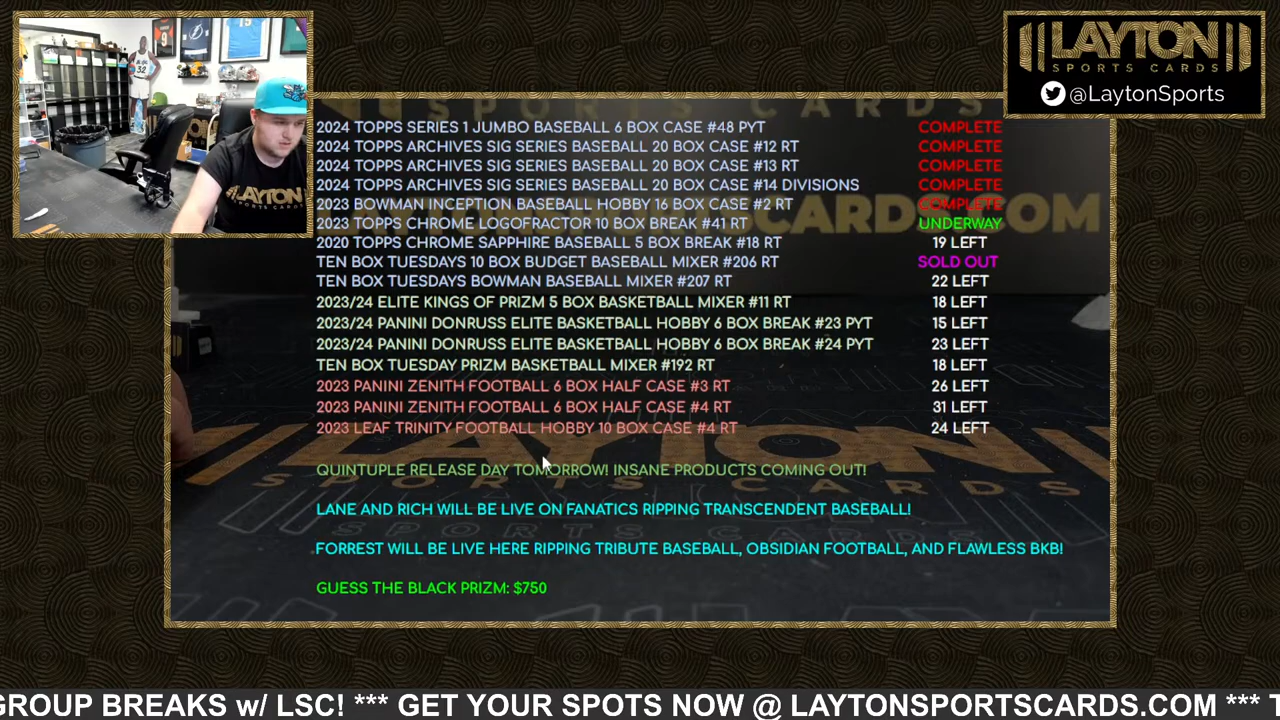 LAYTON
SPORTS CARDS
@LaytonSports
SPORTS CARDS
2024 TOPPS SERIES 1 JUMBO BASEBALL 6 BOX CASE #48 PYT COMPLETE
2024 TOPPS ARCHIVES SIG SERIES BASEBALL 20 BOX CASE #12 RT COMPLETE
2024 TOPPS ARCHIVES SIG SERIES BASEBALL 20 BOX CASE #13 RT COMPLETE
2024 TOPPS ARCHIVES SIG SERIES BASEBALL 20 BOX CASE #14 DIVISIONS COMPLETE
2023 BOWMAN INCEPTION BASEBALL HOBBY 16 BOX CASE #2 RT COMPLETE
2023 TOPPS CHROME LOGOFRACTOR 10 BOX BREAK #41 RT UNDERWAY
2020 TOPPS CHROME SAPPHIRE BASEBALL 5 BOX BREAK #18 RT 19 LEFT
TEN BOX TUESDAYS 10 BOX BUDGET BASEBALL MIXER #206 RT SOLD OUT
TEN BOX TUESDAYS BOWMAN BASEBALL MIXER #207 RT 22 LEFT
2023/24 ELITE KINGS OF PRIZM 5 BOX BASKETBALL MIXER #11 RT 18 LEFT
2023/24 PANINI DONRUSS ELITE BASKETBALL HOBBY 6 BOX BREAK #23 PYT 15 LEFT
2023/24 PANINI DONRUSS ELITE BASKETBALL HOBBY 6 BOX BREAK #24 PYT 23 LEFT
TEN BOX TUESDAY PRIZM BASKETBALL MIXER #192 RT 18 LEFT
2023 PANINI ZENITH FOOTBALL 6 BOX HALF CASE #3 RT 26 LEFT
2023 PANINI ZENITH FOOTBALL 6 BOX HALF CASE #4 RT 31 LEFT
2023 LEAF TRINITY FOOTBALL HOBBY 10 BOX CASE #4 RT 24 LEFT
QUINTUPLE RELEASE DAY TOMORROW! INSANE PRODUCTS COMING OUT!
LANE AND RICH WILL BE LIVE ON FANATICS RIPPING TRANSCENDENT BASEBALL!
FORREST WILL BE LIVE HERE RIPPING TRIBUTE BASEBALL, OBSIDIAN FOOTBALL, AND FLAWLESS BKB!
GUESS THE BLACK PRIZM: $750
GROUP BREAKS w/ LSC! *** GET YOUR SPOTS NOW @ LAYTONSPORTSCARDS.COM *** T